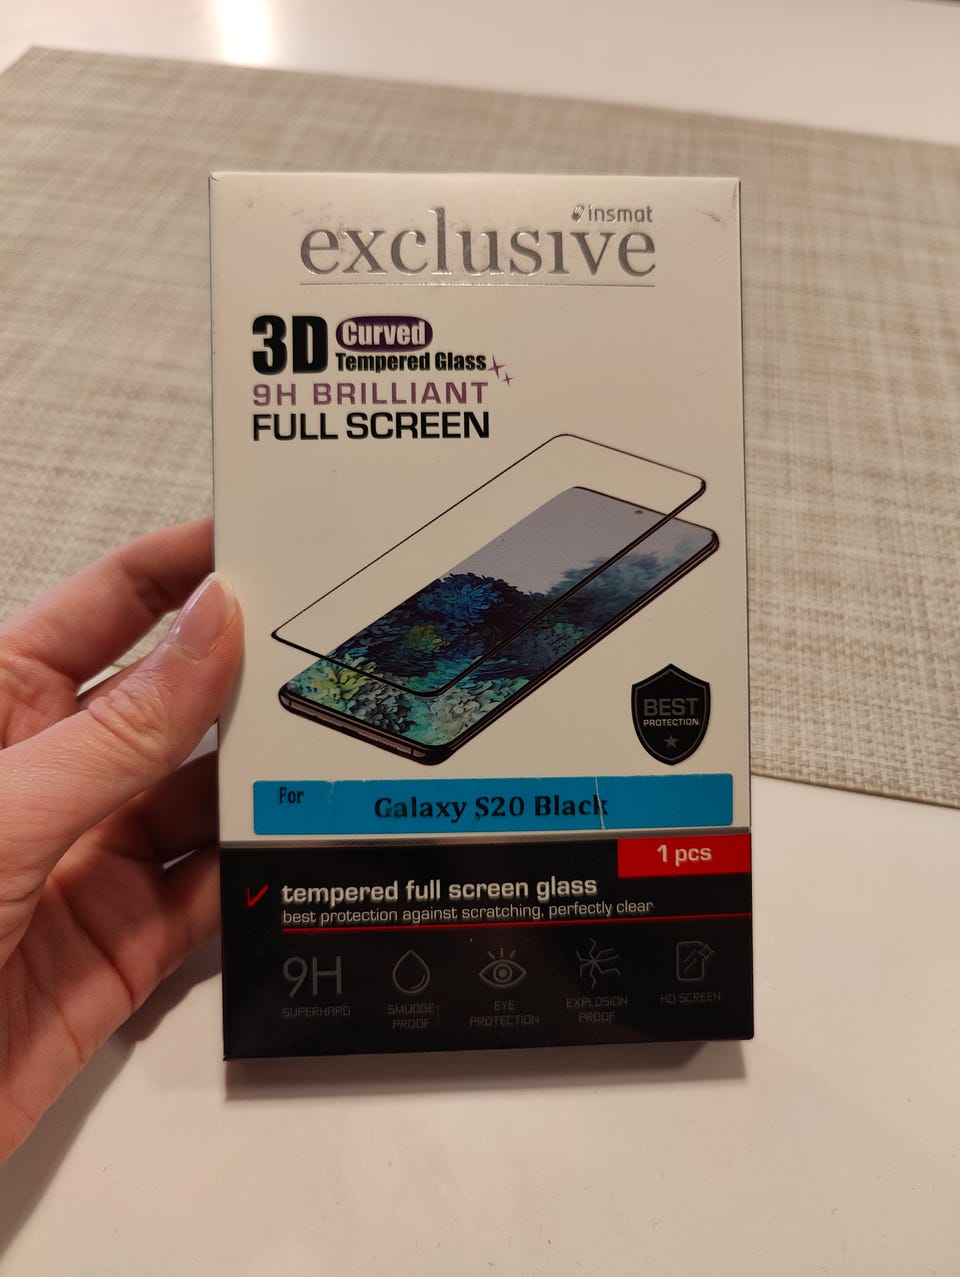 insmat
exclusive
3D Curved
Tempered Glass
9H BRILLIANT
FULL SCREEN
BEST
PROTECTION
For
Galaxy S20 Black
1 pcs
tempered full screen glass
best protection against scratching, perfectly clear
9H
SUPERHARD
SMUDGE
PROOF
EYE
PROTECTION
EXPLOSION
PROOF
HD SCREEN